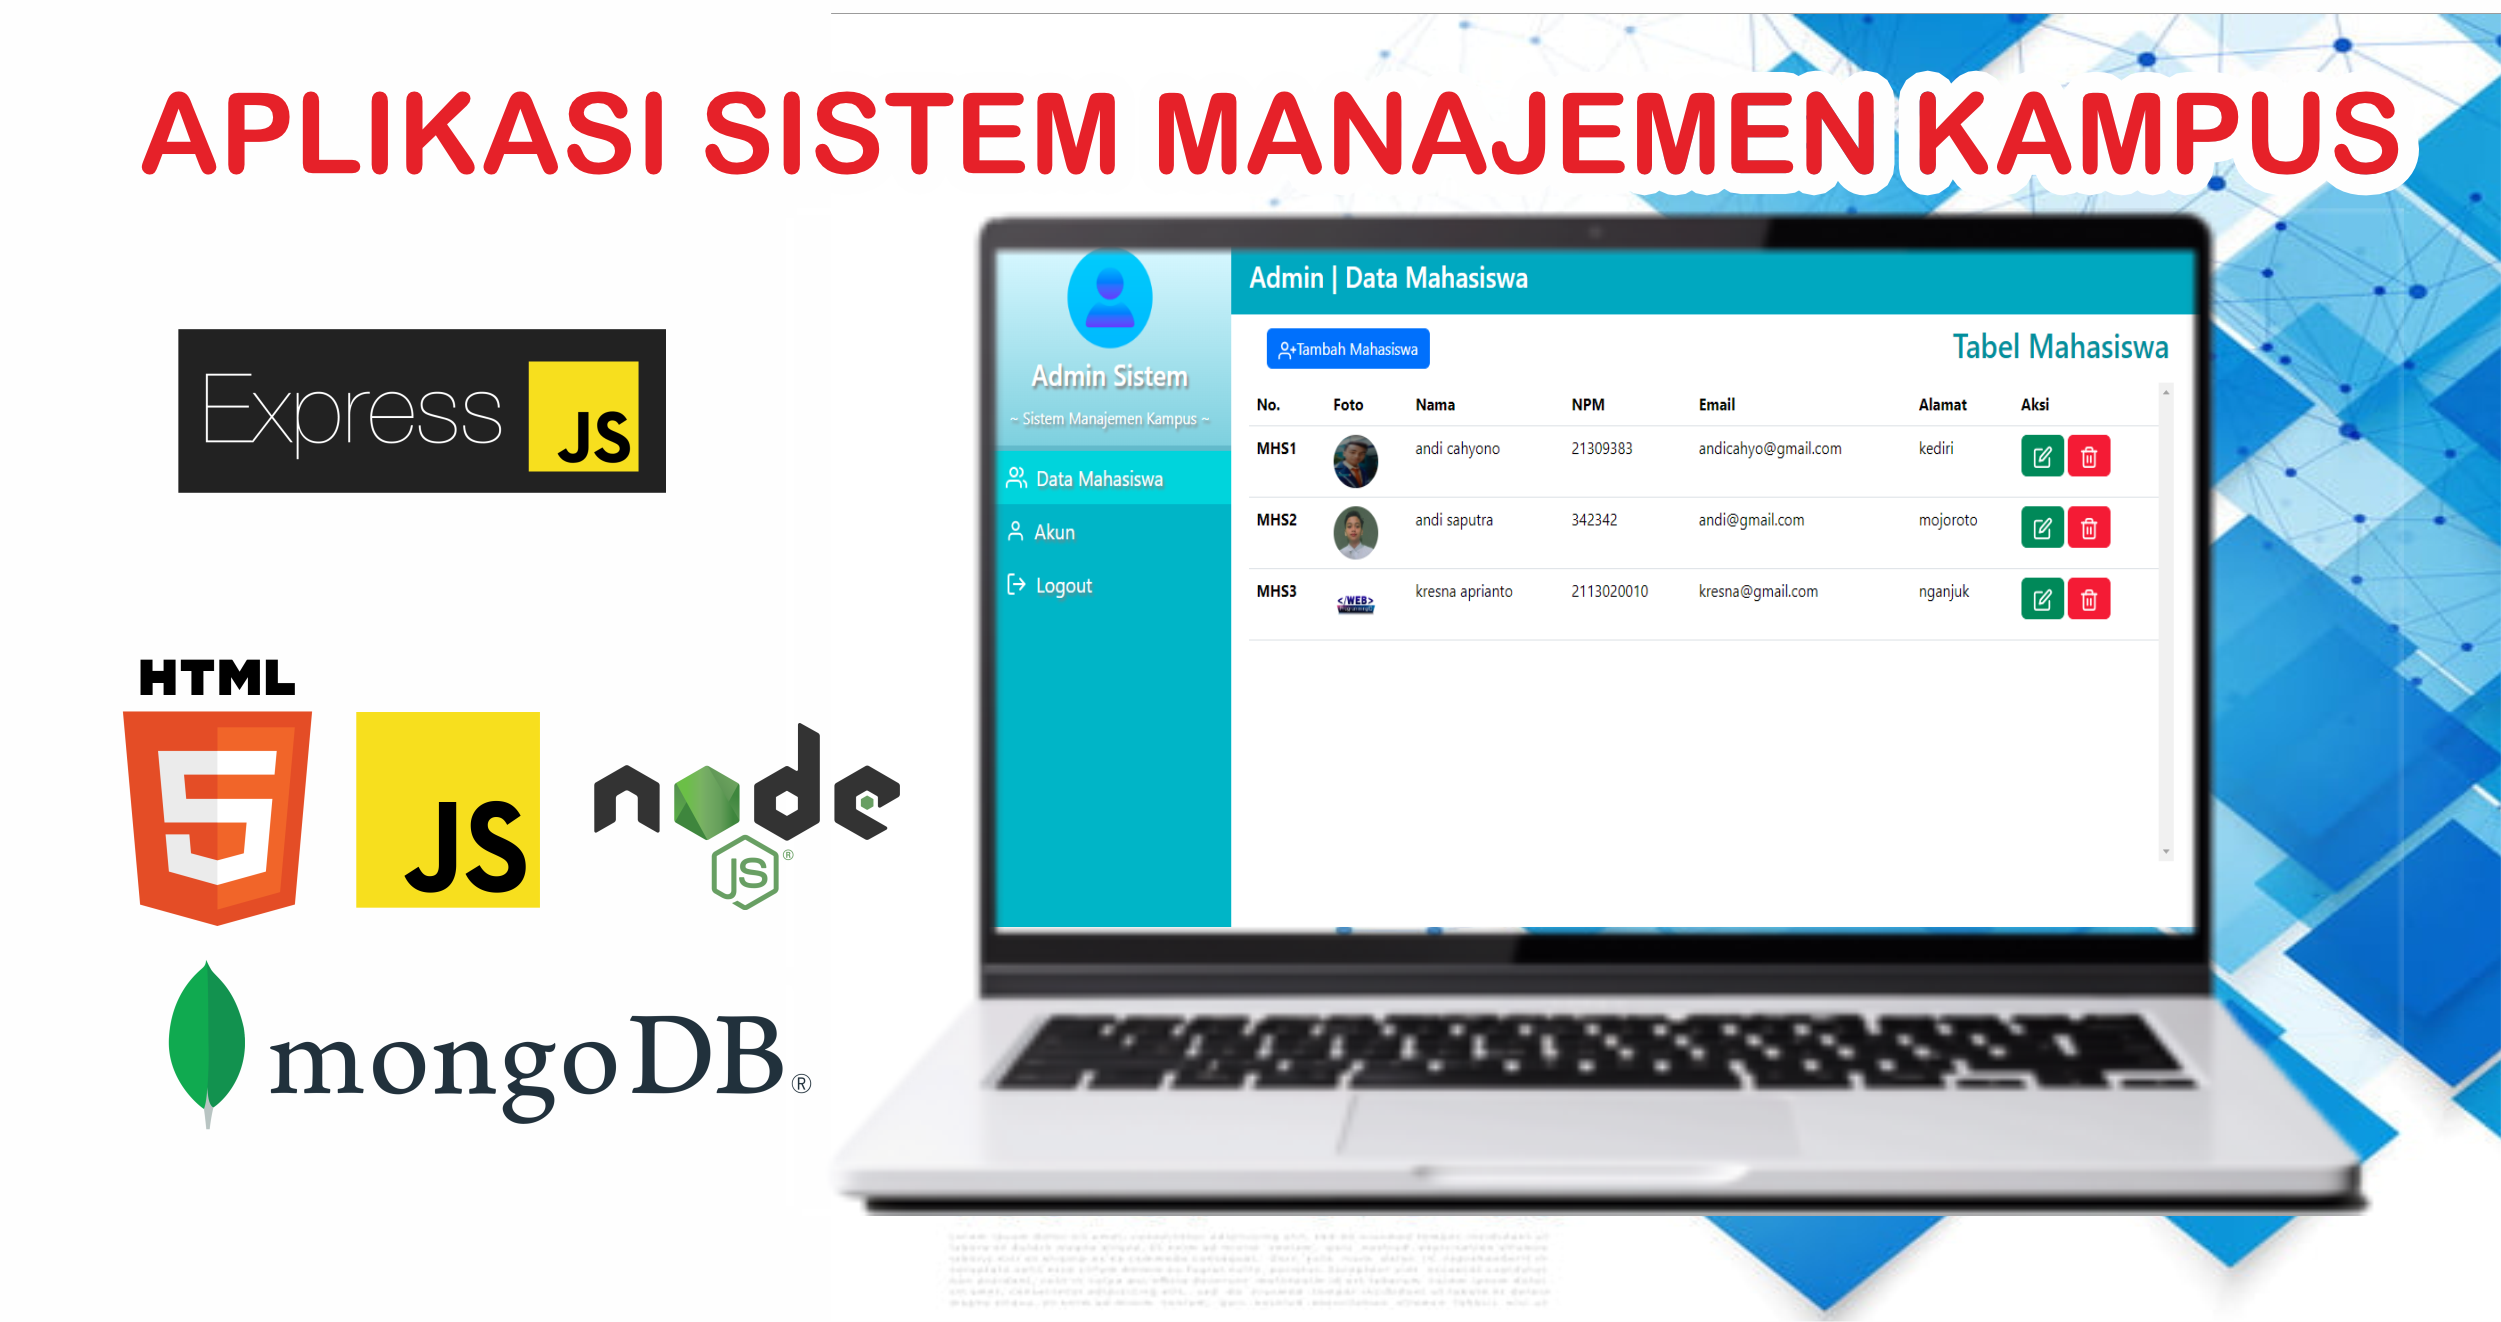 APLIKASI SISTEM MANAJEMEN KAMPUS
Express JS
HTML
5
JS
node
JS ®
mongoDB®
Admin Sistem
~ Sistem Manajemen Kampus ~
Data Mahasiswa
Akun
Logout
Admin | Data Mahasiswa
Tambah Mahasiswa
Tabel Mahasiswa
No. Foto Nama NPM Email Alamat Aksi
MHS1 andi cahyono 21309383 andicahyo@gmail.com kediri
MHS2 andi saputra 342342 andi@gmail.com mojoroto
MHS3 </WEB> kresna aprianto 2113020010 kresna@gmail.com nganjuk